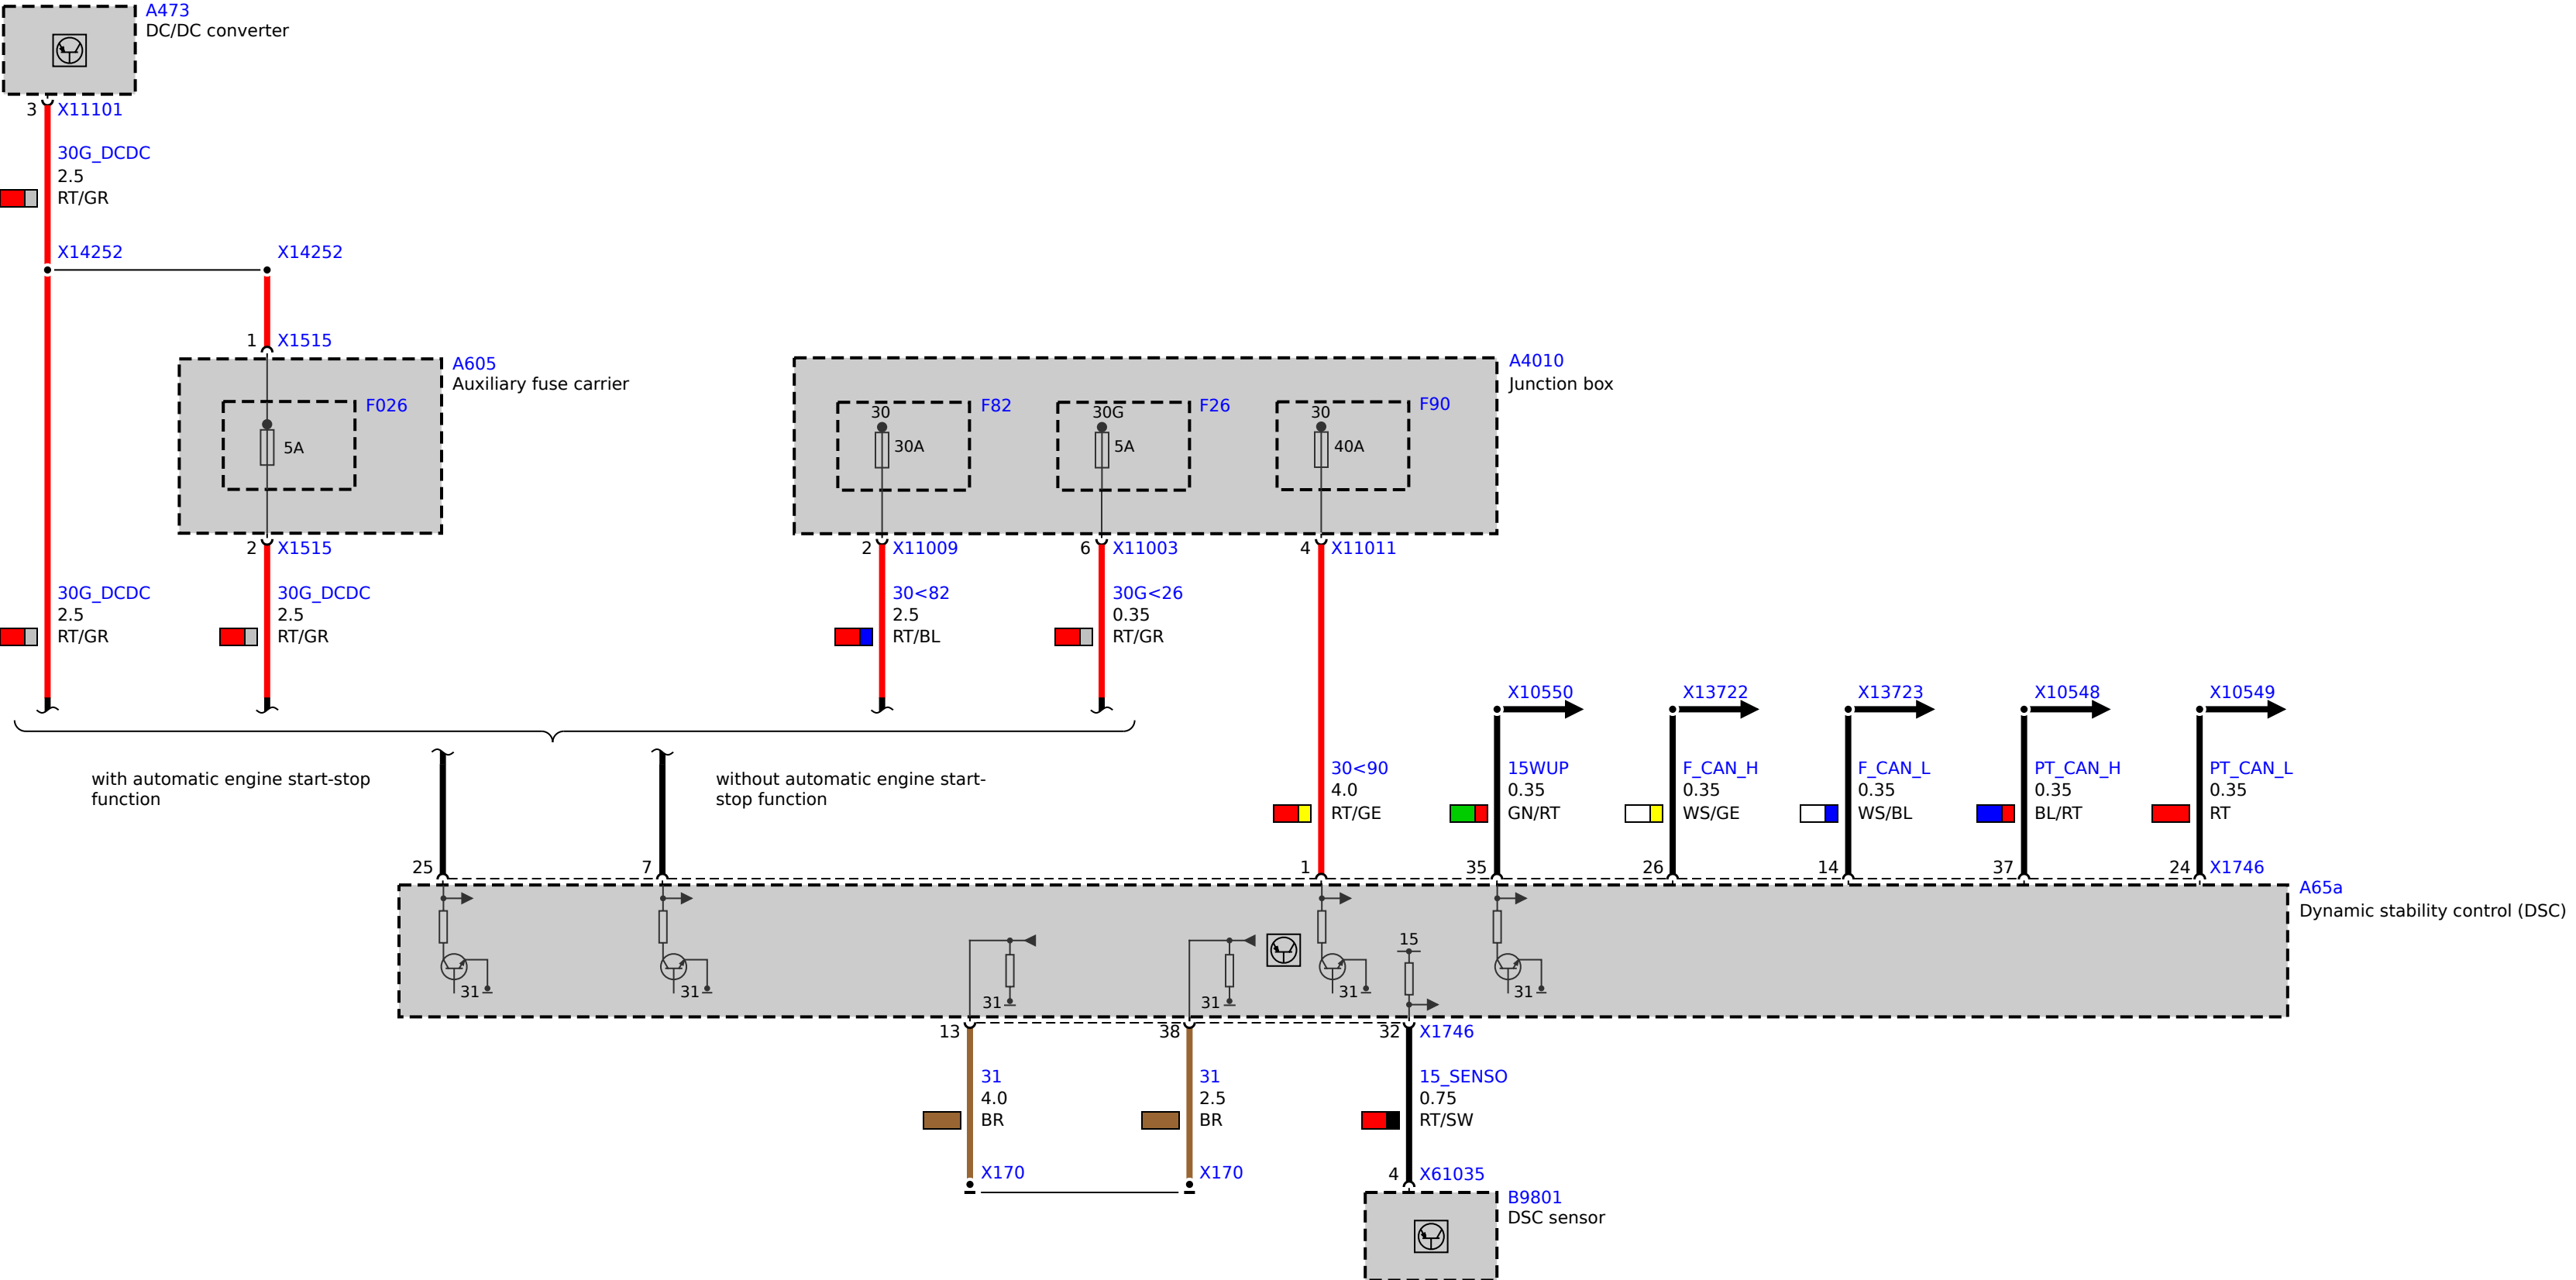 A473
DC/DC converter
3 X11101
30G_DCDC
2.5
RT/GR
X14252 X14252
1 X1515
A605
Auxiliary fuse carrier
F026
5A
2 X1515
A4010
Junction box
30 F82 30G F26 30 F90
30A 5A 40A
2 X11009 6 X11003 4 X11011
30G_DCDC 30G_DCDC 30<82 30G<26
2.5 2.5 2.5 0.35
RT/GR RT/GR RT/BL RT/GR
X10550 X13722 X13723 X10548 X10549
with automatic engine start-stop
function
without automatic engine start-
stop function
30<90 15WUP F_CAN_H F_CAN_L PT_CAN_H PT_CAN_L
4.0 0.35 0.35 0.35 0.35 0.35
RT/GE GN/RT WS/GE WS/BL BL/RT RT
25 7 1 35 26 14 37 24 X1746
A65a
Dynamic stability control (DSC)
15
31 31 31 31 31 31
13 38 32 X1746
31 31 15_SENSO
4.0 2.5 0.75
BR BR RT/SW
X170 X170 4 X61035
B9801
DSC sensor